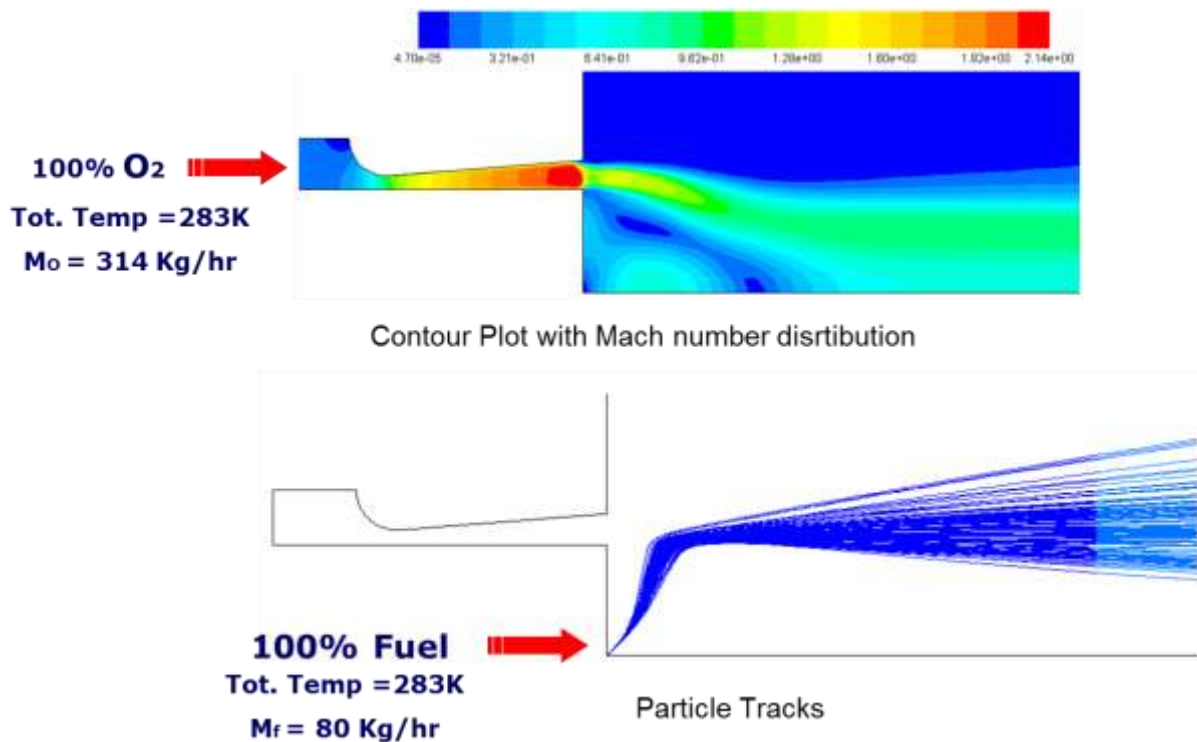 4.70e-05 3.21e-01 6.41e-01 9.62e-01 1.28e+00 1.60e+00 1.92e+00 2.14e+00
100% O₂
Tot. Temp =283K
Mo = 314 Kg/hr
Contour Plot with Mach number disrtibution
100% Fuel
Tot. Temp =283K
Mf = 80 Kg/hr
Particle Tracks